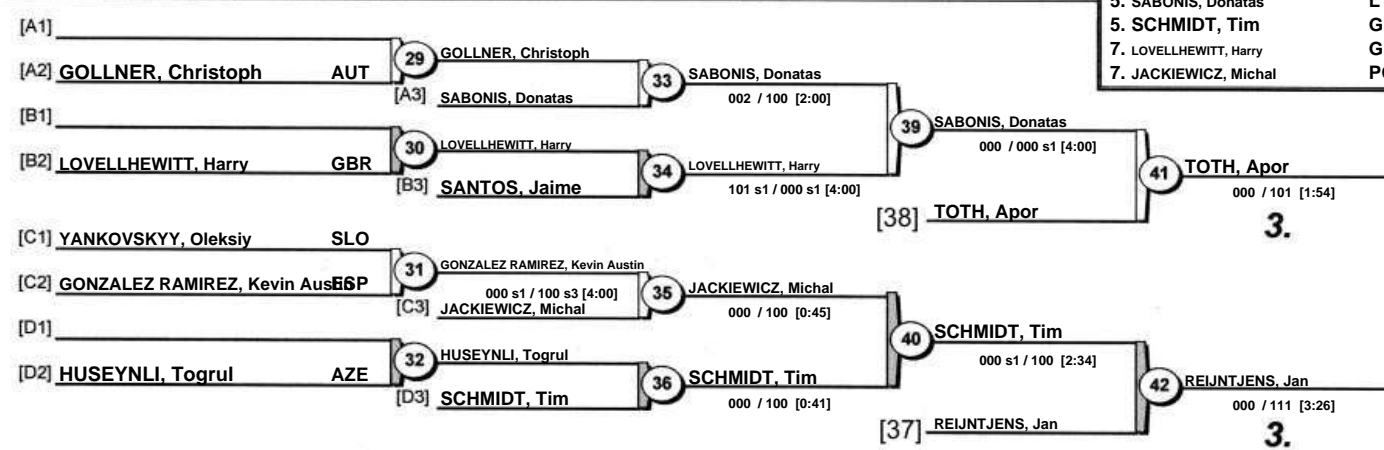 5. SABONIS, Donatas L
5. SCHMIDT, Tim G
7. LOVELLHEWITT, Harry G
7. JACKIEWICZ, Michal
[A1]
29
GOLLNER, Christoph
[A2] GOLLNER, Christoph AUT
33
SABONIS, Donatas
[A3] SABONIS, Donatas
002 / 100 [2:00]
[B1]
39
SABONIS, Donatas
000 / 000 s1 [4:00]
30
LOVELLHEWITT, Harry
[B2] LOVELLHEWITT, Harry GBR
34
LOVELLHEWITT, Harry
41
TOTH, Apor
[B3] SANTOS, Jaime
101 s1 / 000 s1 [4:00]
000 / 101 [1:54]
[38] TOTH, Apor
3.
[C1] YANKOVSKYY, Oleksiy SLO
31
GONZALEZ RAMIREZ, Kevin Austin
[C2] GONZALEZ RAMIREZ, Kevin Austin ESP
000 s1 / 100 s3 [4:00]
35
JACKIEWICZ, Michal
[C3] JACKIEWICZ, Michal
000 / 100 [0:45]
[D1]
40
SCHMIDT, Tim
32
HUSEYNLI, Togrul
000 s1 / 100 [2:34]
[D2] HUSEYNLI, Togrul AZE
36
SCHMIDT, Tim
42
REIJNTJENS, Jan
[D3] SCHMIDT, Tim
000 / 100 [0:41]
000 / 111 [3:26]
[37] REIJNTJENS, Jan
3.